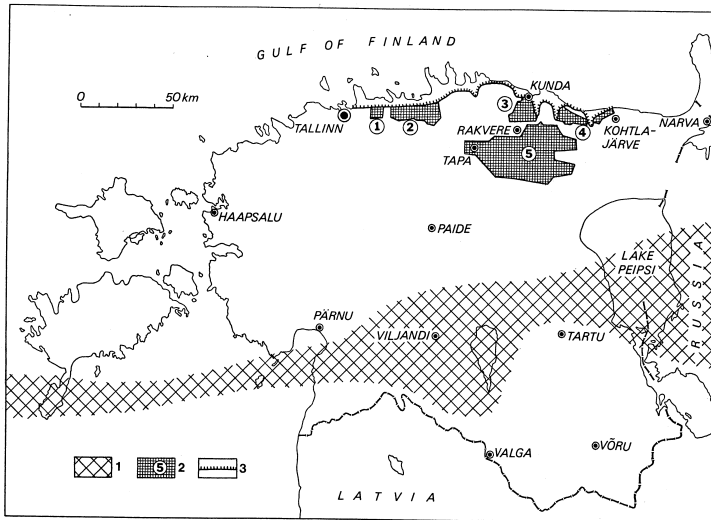 GULF OF FINLAND
0 50 km
KUNDA
3
TALLINN
1
2
4
KOHTLA-
JÄRVE
NARVA
RAKVERE
TAPA
5
HAAPSALU
PAIDE
LAKE
PEIPSI
RUSSIA
PÄRNU
VILJANDI
TARTU
VALGA
VÕRU
1
5 2
3
LATVIA